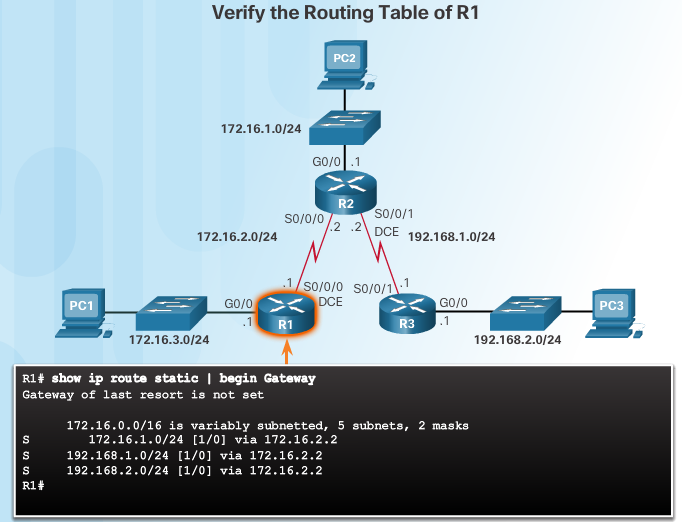 Verify the Routing Table of R1
PC2
172.16.1.0/24
G0/0 .1
R2
S0/0/0 .2 .2 S0/0/1
DCE
172.16.2.0/24
192.168.1.0/24
.1 S0/0/0
DCE
S0/0/1 .1
PC1
G0/0
.1
R1
R3
G0/0
.1
PC3
172.16.3.0/24
192.168.2.0/24
R1# show ip route static | begin Gateway
Gateway of last resort is not set
172.16.0.0/16 is variably subnetted, 5 subnets, 2 masks
S 172.16.1.0/24 [1/0] via 172.16.2.2
S 192.168.1.0/24 [1/0] via 172.16.2.2
S 192.168.2.0/24 [1/0] via 172.16.2.2
R1#